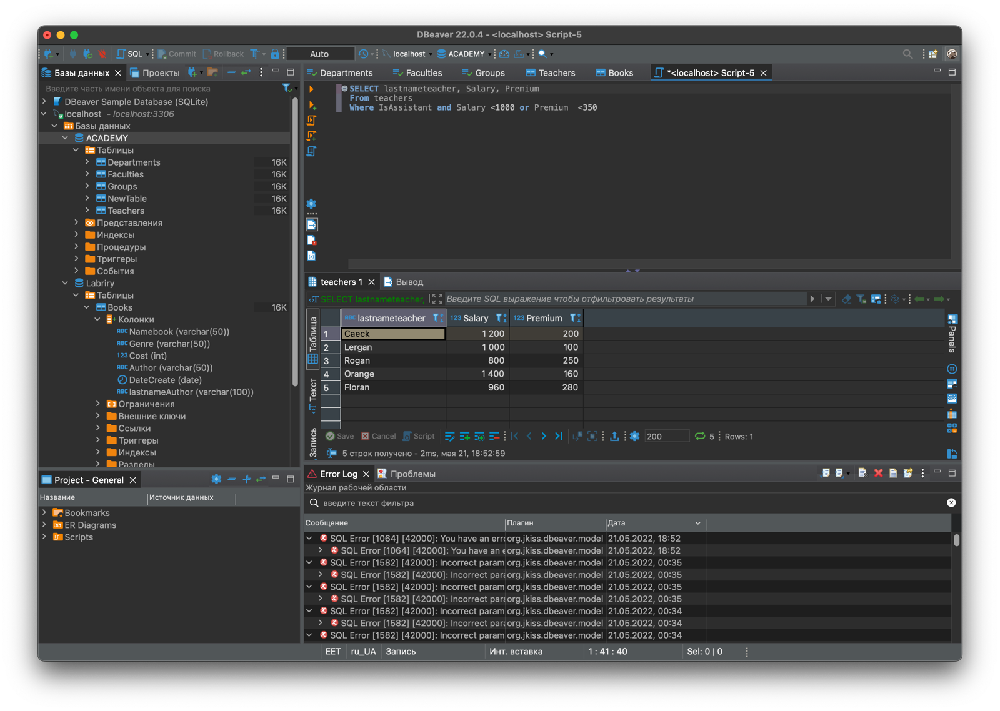 DBeaver 22.0.4 - <localhost> Script-5
SQL Commit Rollback Auto localhost ACADEMY
Базы данных Проекты
Введите часть имени объекта для поиска
DBeaver Sample Database (SQLite)
localhost - localhost:3306
Базы данных
ACADEMY
Таблицы
Departments 16K
Faculties 16K
Groups 16K
NewTable 16K
Teachers 16K
Представления
Индексы
Процедуры
Триггеры
События
Labriry
Таблицы
Books 16K
Колонки
ABC Namebook (varchar(50))
ABC Genre (varchar(50))
123 Cost (int)
ABC Author (varchar(50))
DateCreate (date)
ABC lastnameAuthor (varchar(100))
Ограничения
Внешние ключи
Ссылки
Триггеры
Индексы
Разделы
Project - General
Название Источник данных
Bookmarks
ER Diagrams
Scripts
Departments Faculties Groups Teachers Books *<localhost> Script-5
SELECT lastnameteacher, Salary, Premium
From teachers
Where IsAssistant and Salary <1000 or Premium  <350
teachers 1 Вывод
SELECT lastnameteacher, Введите SQL выражение чтобы отфильтровать результаты
Таблица
Текст
Запись
ABC lastnameteacher 123 Salary 123 Premium
1 Caeck 1 200 200
2 Lergan 1 000 100
3 Rogan 800 250
4 Orange 1 400 160
5 Floran 960 280
Panels
Save Cancel Script 200 5 Rows: 1
5 строк получено - 2ms, мая 21, 18:52:59
Error Log Проблемы
Журнал рабочей области
введите текст фильтра
Сообщение Плагин Дата
SQL Error [1064] [42000]: You have an erro org.jkiss.dbeaver.model 21.05.2022, 18:52
SQL Error [1064] [42000]: You have an e org.jkiss.dbeaver.model 21.05.2022, 18:52
SQL Error [1582] [42000]: Incorrect param org.jkiss.dbeaver.model 21.05.2022, 00:35
SQL Error [1582] [42000]: Incorrect para org.jkiss.dbeaver.model 21.05.2022, 00:35
SQL Error [1582] [42000]: Incorrect param org.jkiss.dbeaver.model 21.05.2022, 00:35
SQL Error [1582] [42000]: Incorrect para org.jkiss.dbeaver.model 21.05.2022, 00:35
SQL Error [1582] [42000]: Incorrect param org.jkiss.dbeaver.model 21.05.2022, 00:34
SQL Error [1582] [42000]: Incorrect para org.jkiss.dbeaver.model 21.05.2022, 00:34
SQL Error [1582] [42000]: Incorrect param org.jkiss.dbeaver.model 21.05.2022, 00:34
EET ru_UA Запись Инт. вставка 1 : 41 : 40 Sel: 0 | 0